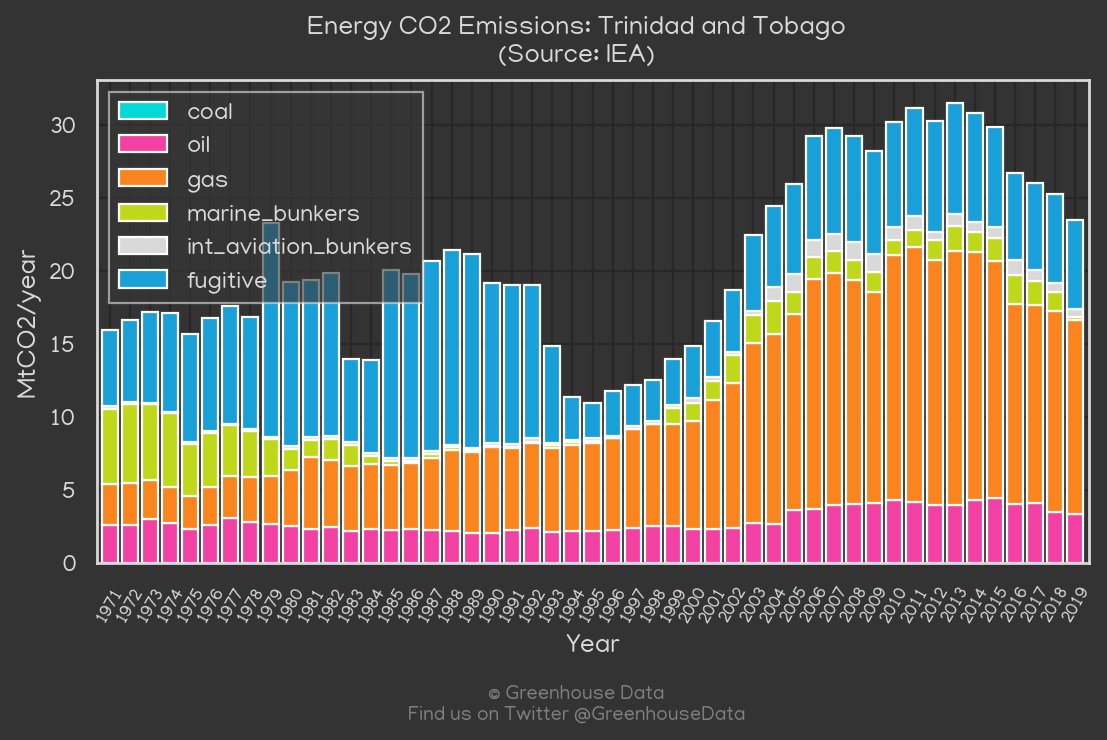 Energy CO2 Emissions: Trinidad and Tobago
(Source: IEA)
coal
oil
gas
marine_bunkers
int_aviation_bunkers
fugitive
MtCO2/year
30
25
20
15
10
5
0
1971 1972 1973 1974 1975 1976 1977 1978 1979 1980 1981 1982 1983 1984 1985 1986 1987 1988 1989 1990 1991 1992 1993 1994 1995 1996 1997 1998 1999 2000 2001 2002 2003 2004 2005 2006 2007 2008 2009 2010 2011 2012 2013 2014 2015 2016 2017 2018 2019
Year
© Greenhouse Data
Find us on Twitter @GreenhouseData